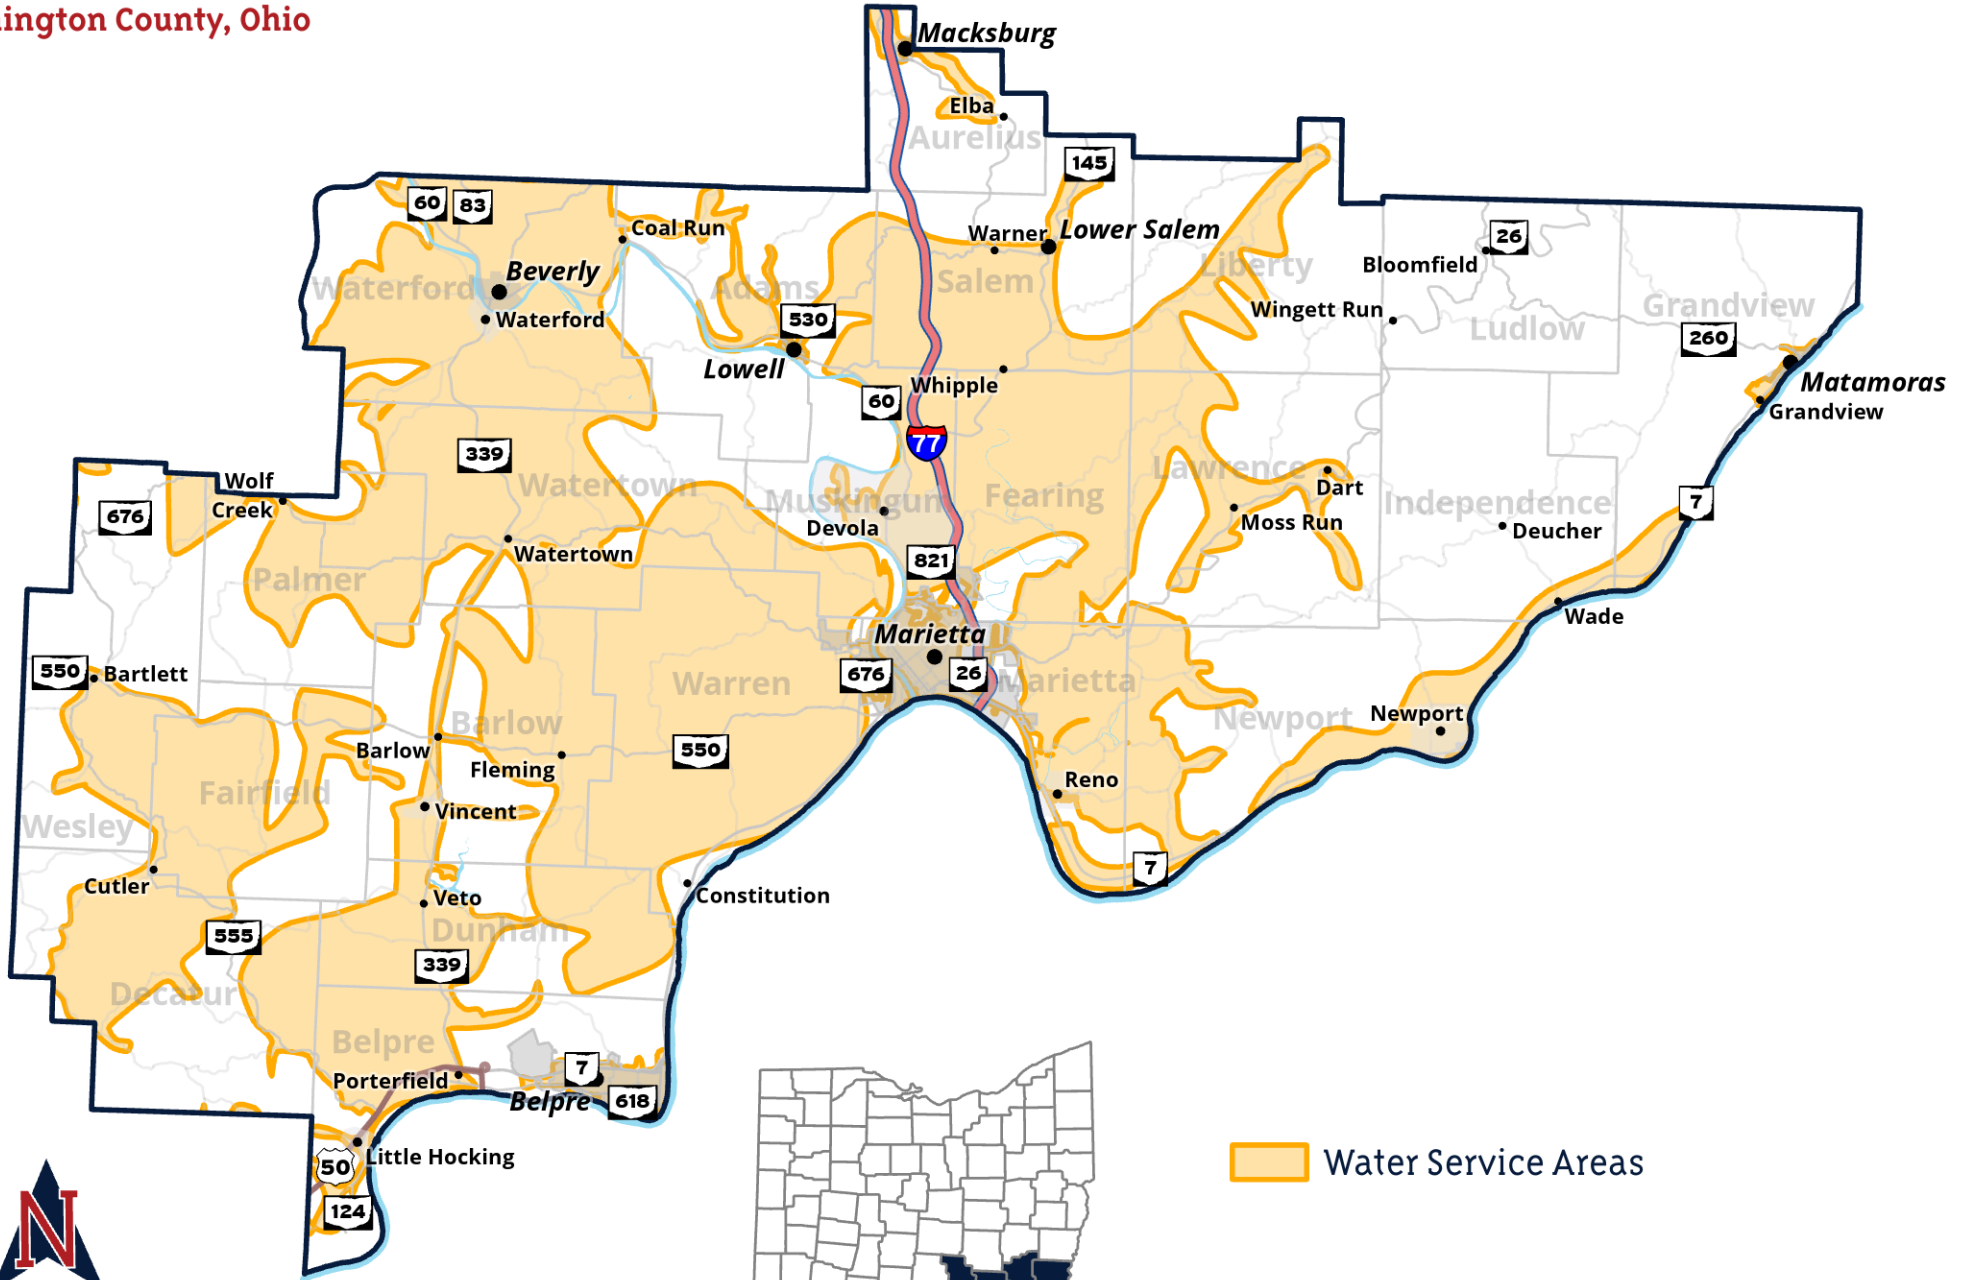 ington County, Ohio
Macksburg
Elba
Aurelius
145
60
83
Coal Run
Warner
Lower Salem
26
Bloomfield
Liberty
Beverly
Waterford
Adams
Salem
Wingett Run
Grandview
Waterford
530
Ludlow
260
Lowell
Whipple
Matamoras
60
Grandview
77
339
Wolf
Creek
Watertown
Lawrence
Dart
676
Muskingum
Fearing
Independence
7
Devola
Moss Run
Deucher
Watertown
821
Palmer
Wade
Marietta
550
Bartlett
Warren
676
26
Marietta
Barlow
Newport
Newport
Barlow
550
Fleming
Fairfield
Reno
Vincent
Wesley
Cutler
7
Veto
Constitution
555
Dunham
339
Decatur
Belpre
7
Porterfield
Belpre
618
Little Hocking
50
124
N
Water Service Areas